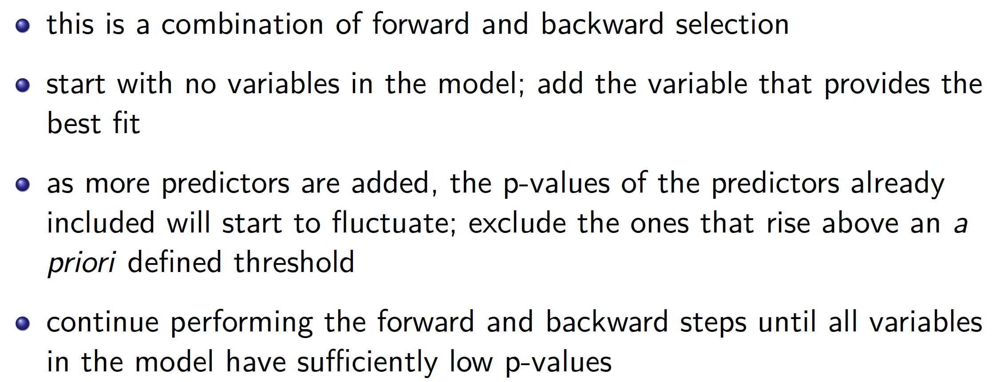 this is a combination of forward and backward selection
start with no variables in the model; add the variable that provides the
best fit
as more predictors are added, the p-values of the predictors already
included will start to fluctuate; exclude the ones that rise above an a
priori defined threshold
continue performing the forward and backward steps until all variables
in the model have sufficiently low p-values